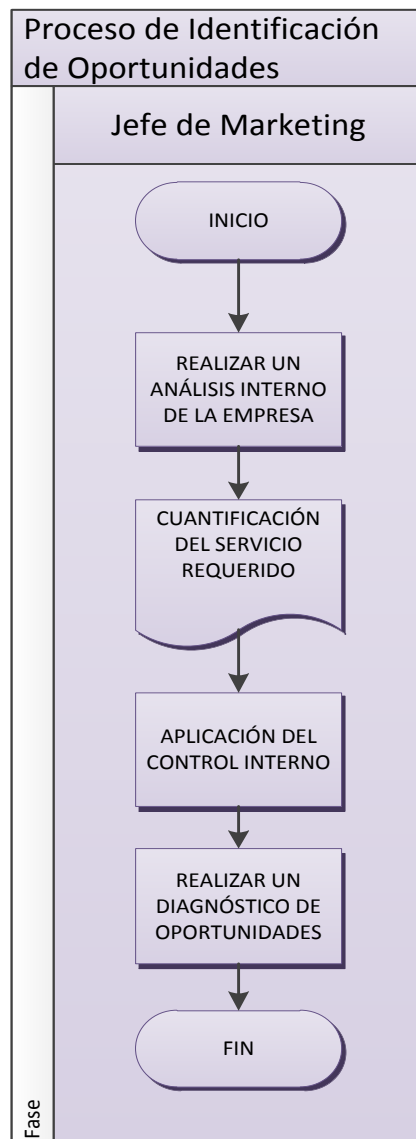 Proceso de Identificación
de Oportunidades
Jefe de Marketing
INICIO
REALIZAR UN
ANÁLISIS INTERNO
DE LA EMPRESA
CUANTIFICACIÓN
DEL SERVICIO
REQUERIDO
APLICACIÓN DEL
CONTROL INTERNO
REALIZAR UN
DIAGNÓSTICO DE
OPORTUNIDADES
FIN
Fase